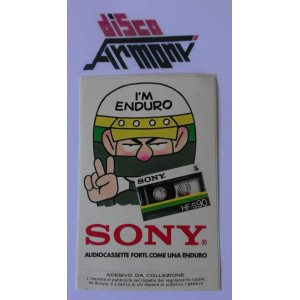 disco
Armony
I'M
ENDURO
SONY
HF-S90
SONY®
AUDIOCASSETTE FORTI. COME UNA ENDURO
ADESIVO DA COLLEZIONE